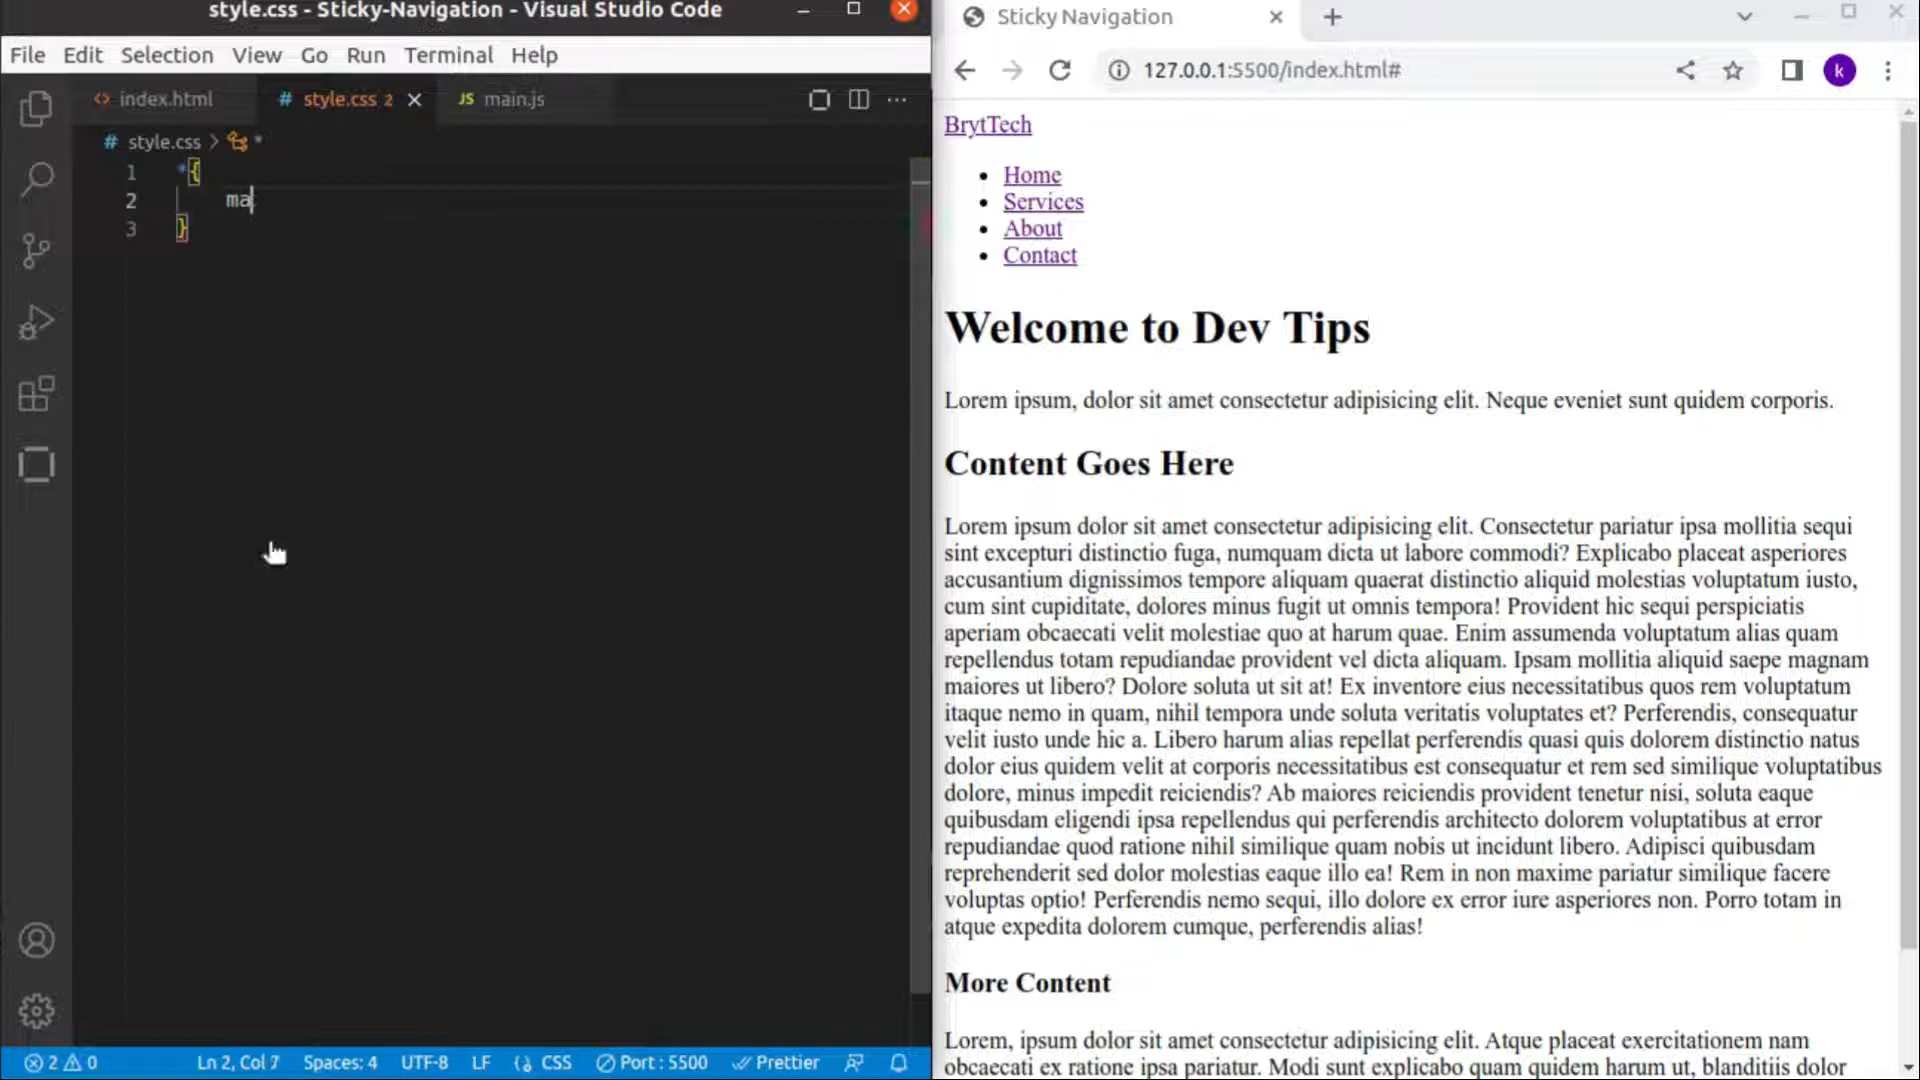 style.css - Sticky-Navigation - Visual Studio Code
File Edit Selection View Go Run Terminal Help
<> index.html # style.css 2 JS main.js ...
# style.css > *
1 *{
2 ma
3 }
2 0 Ln 2, Col 7 Spaces: 4 UTF-8 LF CSS Port : 5500 Prettier
Sticky Navigation
127.0.0.1:5500/index.html#
k
BrytTech
Home
Services
About
Contact
Welcome to Dev Tips
Lorem ipsum, dolor sit amet consectetur adipisicing elit. Neque eveniet sunt quidem corporis.
Content Goes Here
Lorem ipsum dolor sit amet consectetur adipisicing elit. Consectetur pariatur ipsa mollitia sequi
sint excepturi distinctio fuga, numquam dicta ut labore commodi? Explicabo placeat asperiores
accusantium dignissimos tempore aliquam quaerat distinctio aliquid molestias voluptatum iusto,
cum sint cupiditate, dolores minus fugit ut omnis tempora! Provident hic sequi perspiciatis
aperiam obcaecati velit molestiae quo at harum quae. Enim assumenda voluptatum alias quam
repellendus totam repudiandae provident vel dicta aliquam. Ipsam mollitia aliquid saepe magnam
maiores ut libero? Dolore soluta ut sit at! Ex inventore eius necessitatibus quos rem voluptatum
itaque nemo in quam, nihil tempora unde soluta veritatis voluptates et? Perferendis, consequatur
velit iusto unde hic a. Libero harum alias repellat perferendis quasi quis dolorem distinctio natus
dolor eius quidem velit at corporis necessitatibus est consequatur et rem sed similique voluptatibus
dolore, minus impedit reiciendis? Ab maiores reiciendis provident tenetur nisi, soluta eaque
quibusdam eligendi ipsa repellendus qui perferendis architecto dolorem voluptatibus at error
repudiandae quod ratione nihil similique quam nobis ut incidunt libero. Adipisci quibusdam
reprehenderit sed dolor molestias eaque illo ea! Rem in non maxime pariatur similique facere
voluptas optio! Perferendis nemo sequi, illo dolore ex error iure asperiores non. Porro totam in
atque expedita dolorem cumque, perferendis alias!
More Content
Lorem, ipsum dolor sit amet consectetur adipisicing elit. Atque placeat exercitationem nam
obcaecati ex ratione ipsa pariatur. Modi sunt explicabo quam quidem harum ut, blanditiis dolor